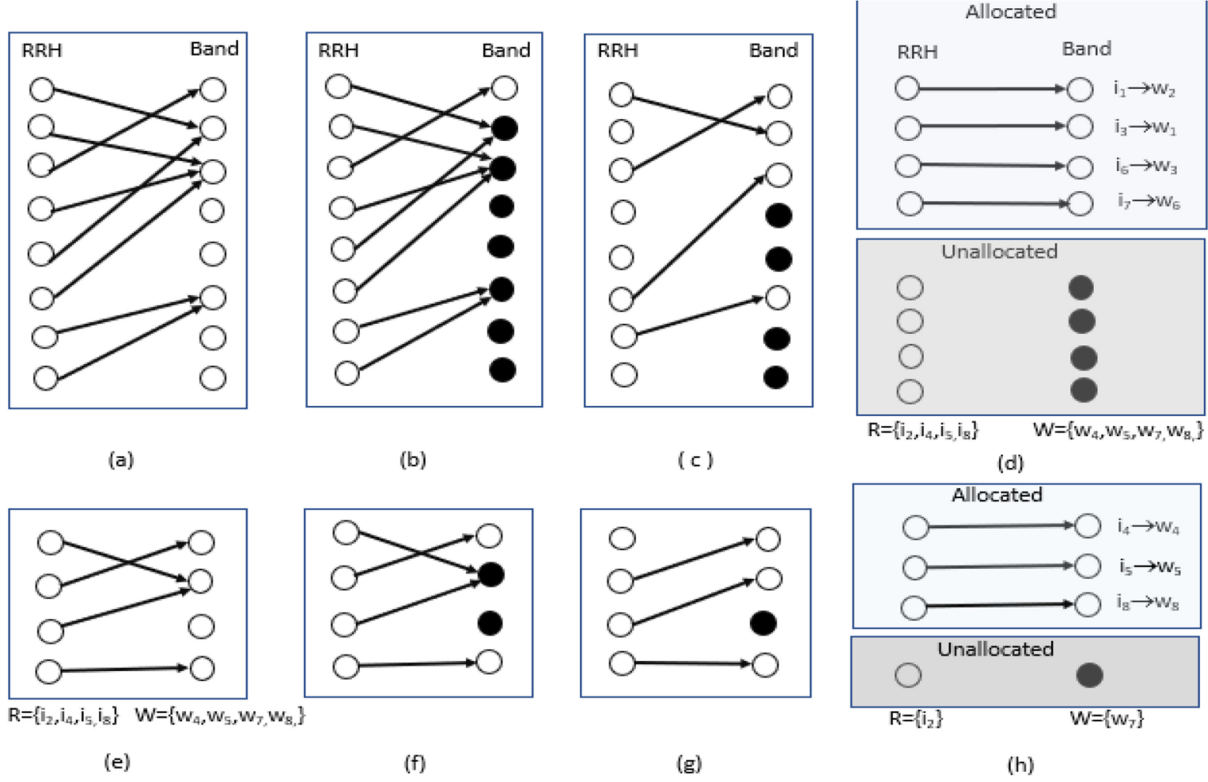 RRH Band
RRH Band
RRH Band
Allocated
RRH Band
i₁→w₂
i₃→w₁
i₆→w₃
i₇→w₆
Unallocated
R={i₂,i₄,i₅,i₈} W={w₄,w₅,w₇,w₈,}
(a) (b) ( c ) (d)
R={i₂,i₄,i₅,i₈} W={w₄,w₅,w₇,w₈,}
Allocated
i₄→w₄
i₅→w₅
i₈→w₈
Unallocated
R={i₂} W={w₇}
(e) (f) (g) (h)